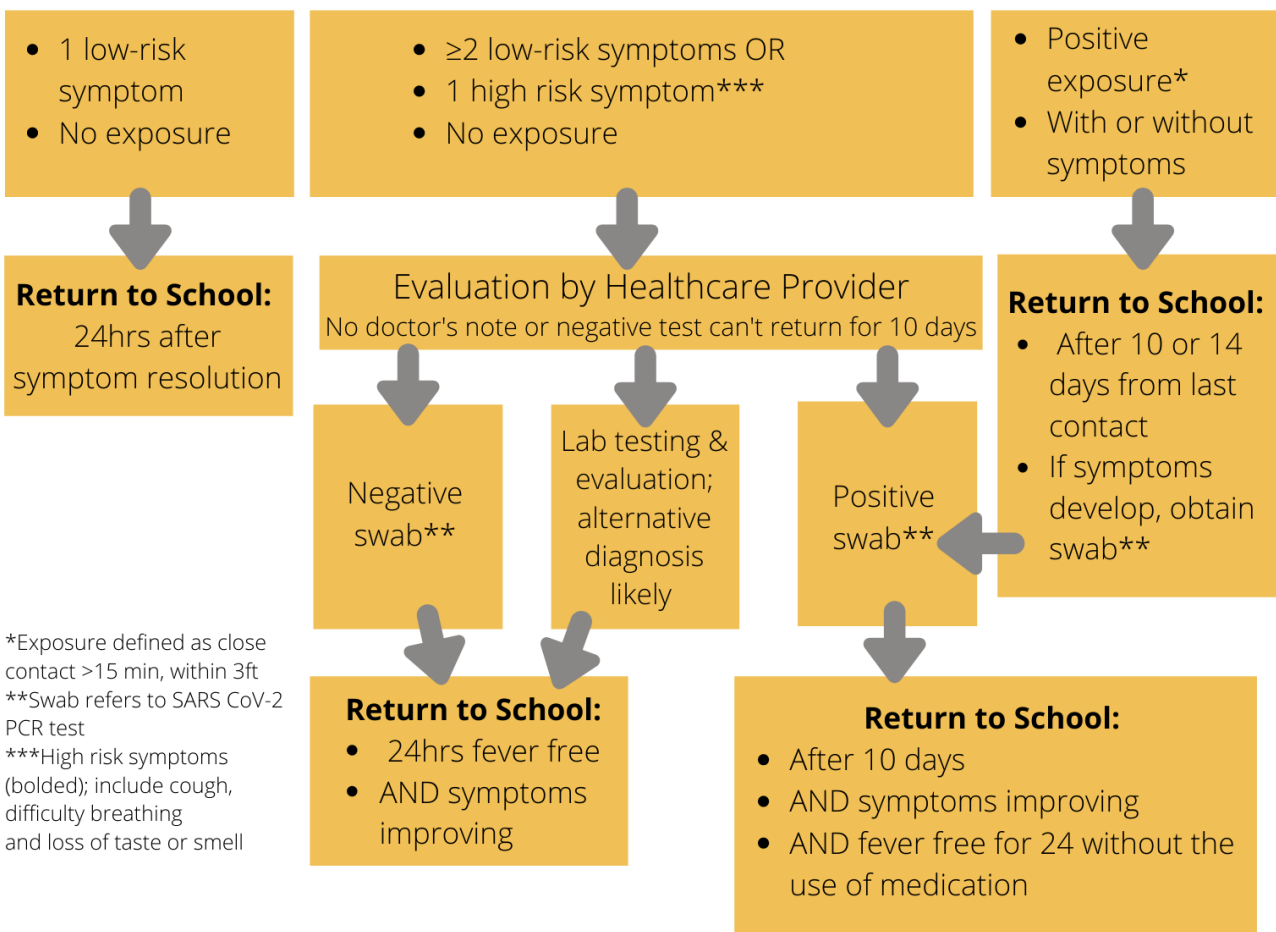 • 1 low-risk
symptom
• No exposure
• ≥2 low-risk symptoms OR
• 1 high risk symptom***
• No exposure
• Positive
exposure*
• With or without
symptoms
Return to School:
24hrs after
symptom resolution
Evaluation by Healthcare Provider
No doctor's note or negative test can't return for 10 days
Return to School:
• After 10 or 14
days from last
contact
• If symptoms
develop, obtain
swab**
Negative
swab**
Lab testing &
evaluation;
alternative
diagnosis
likely
Positive
swab**
*Exposure defined as close
contact >15 min, within 3ft
**Swab refers to SARS CoV-2
PCR test
***High risk symptoms
(bolded); include cough,
difficulty breathing
and loss of taste or smell
Return to School:
• 24hrs fever free
• AND symptoms
improving
Return to School:
• After 10 days
• AND symptoms improving
• AND fever free for 24 without the
use of medication